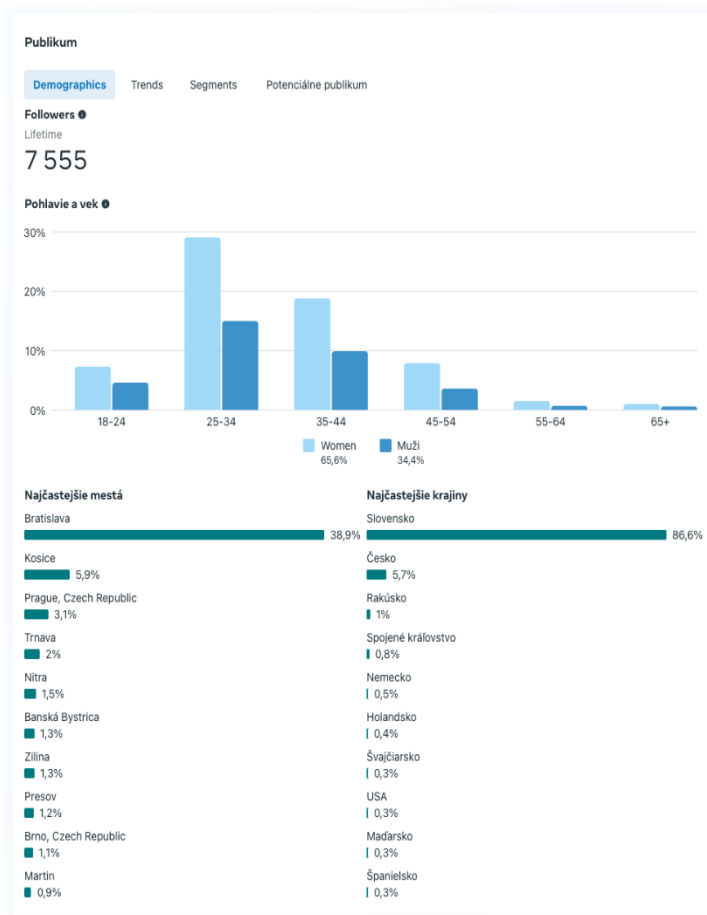 Publikum
Demographics Trends Segments Potenciálne publikum
Followers
Lifetime
7 555
Pohlavie a vek
30%
20%
10%
0%
18-24 25-34 35-44 45-54 55-64 65+
Women Muži
65,6% 34,4%
Najčastejšie mestá
Bratislava
38,9%
Kosice
5,9%
Prague, Czech Republic
3,1%
Trnava
2%
Nitra
1,5%
Banská Bystrica
1,3%
Zilina
1,3%
Presov
1,2%
Brno, Czech Republic
1,1%
Martin
0,9%
Najčastejšie krajiny
Slovensko
86,6%
Česko
5,7%
Rakúsko
1%
Spojené kráľovstvo
0,8%
Nemecko
0,5%
Holandsko
0,4%
Švajčiarsko
0,3%
USA
0,3%
Maďarsko
0,3%
Španielsko
0,3%